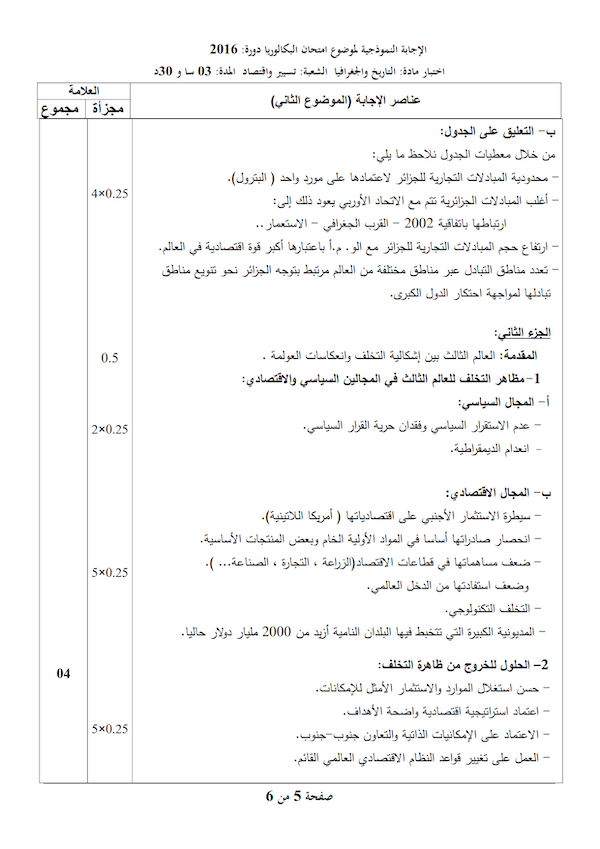 الإجابة النموذجية لموضوع امتحان البكالوريا دورة: 2016
اختبار مادة: التاريخ والجغرافيا الشعبة: تسيير واقتصاد المدة: 03 سا و 30د
عناصر الإجابة (الموضوع الثاني)
العلامة
مجزأة
مجموع
ب- التعليق على الجدول:
من خلال معطيات الجدول نلاحظ ما يلي:
- محدودية المبادلات التجارية للجزائر لاعتمادها على مورد واحد ( البترول).
4×0.25
- أغلب المبادلات الجزائرية تتم مع الاتحاد الأوربي يعود ذلك إلى:
ارتباطها باتفاقية 2002 - القرب الجغرافي - الاستعمار..
- ارتفاع حجم المبادلات التجارية للجزائر مع الو. م.أ باعتبارها أكبر قوة اقتصادية في العالم.
- تعدد مناطق التبادل عبر مناطق مختلفة من العالم مرتبط بتوجه الجزائر نحو تنويع مناطق
تبادلها لمواجهة احتكار الدول الكبرى.
الجزء الثاني:
المقدمة: العالم الثالث بين إشكالية التخلف وانعكاسات العولمة .
0.5
1-مظاهر التخلف للعالم الثالث في المجالين السياسي والاقتصادي:
أ- المجال السياسي:
- عدم الاستقرار السياسي وفقدان حرية القرار السياسي.
2×0.25
- انعدام الديمقراطية.
ب- المجال الاقتصادي:
- سيطرة الاستثمار الأجنبي على اقتصادياتها ( أمريكا اللاتينية).
- انحصار صادراتها أساسا في المواد الأولية الخام وبعض المنتجات الأساسية.
- ضعف مساهماتها في قطاعات الاقتصاد(الزراعة ، التجارة ، الصناعة... ).
5×0.25
وضعف استفادتها من الدخل العالمي.
- التخلف التكنولوجي.
- المديونية الكبيرة التي تتخبط فيها البلدان النامية أزيد من 2000 مليار دولار حاليا.
2- الحلول للخروج من ظاهرة التخلف:
04
- حسن استغلال الموارد والاستثمار الأمثل للإمكانات.
- اعتماد استراتيجية اقتصادية واضحة الأهداف.
- الاعتماد على الإمكانيات الذاتية والتعاون جنوب-جنوب.
5×0.25
- العمل على تغيير قواعد النظام الاقتصادي العالمي القائم.
صفحة 5 من 6